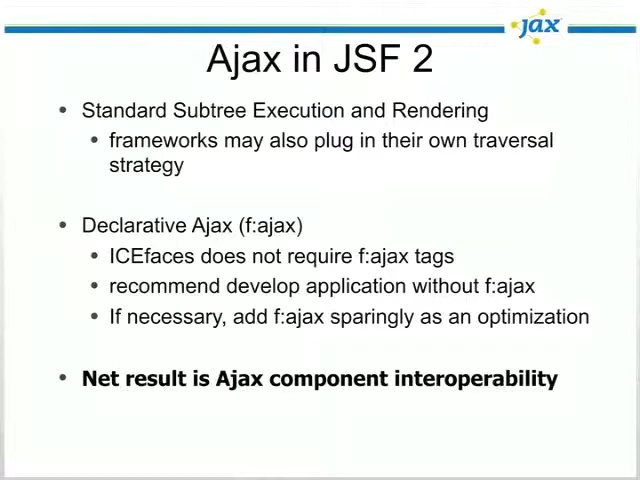 jax
Ajax in JSF 2
• Standard Subtree Execution and Rendering
• frameworks may also plug in their own traversal
strategy
• Declarative Ajax (f:ajax)
• ICEfaces does not require f:ajax tags
• recommend develop application without f:ajax
• If necessary, add f:ajax sparingly as an optimization
• Net result is Ajax component interoperability